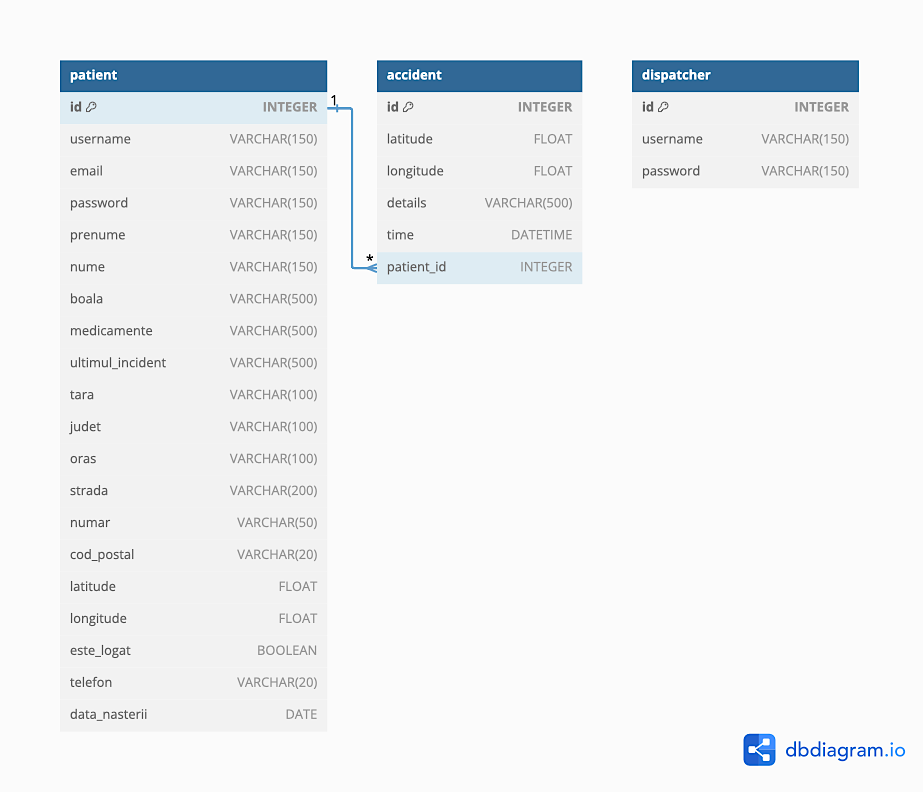 patient
id INTEGER
username VARCHAR(150)
email VARCHAR(150)
password VARCHAR(150)
prenume VARCHAR(150)
nume VARCHAR(150)
boala VARCHAR(500)
medicamente VARCHAR(500)
ultimul_incident VARCHAR(500)
tara VARCHAR(100)
judet VARCHAR(100)
oras VARCHAR(100)
strada VARCHAR(200)
numar VARCHAR(50)
cod_postal VARCHAR(20)
latitude FLOAT
longitude FLOAT
este_logat BOOLEAN
telefon VARCHAR(20)
data_nasterii DATE
1
*
accident
id INTEGER
latitude FLOAT
longitude FLOAT
details VARCHAR(500)
time DATETIME
patient_id INTEGER
dispatcher
id INTEGER
username VARCHAR(150)
password VARCHAR(150)
dbdiagram.io